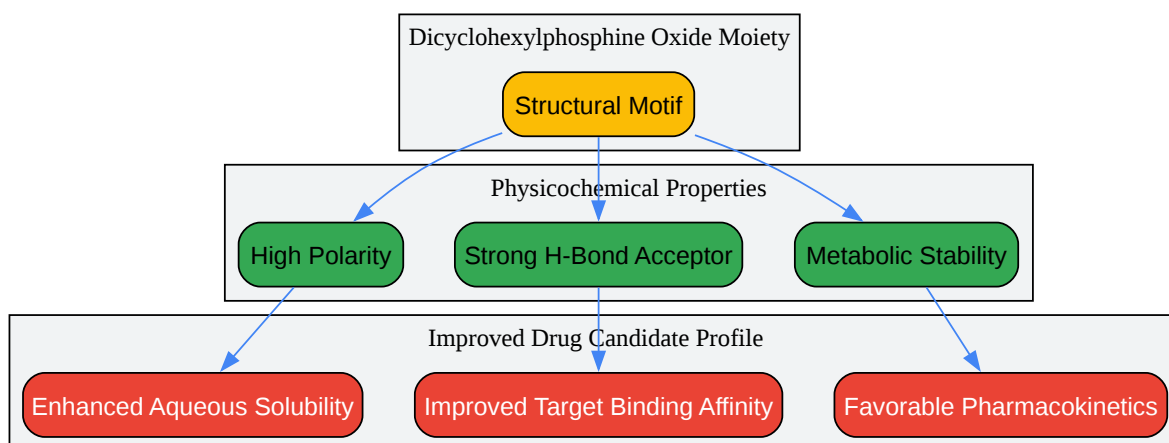 Dicyclohexylphosphine Oxide Moiety
Structural Motif
Physicochemical Properties
High Polarity
Strong H-Bond Acceptor
Metabolic Stability
Improved Drug Candidate Profile
Enhanced Aqueous Solubility
Improved Target Binding Affinity
Favorable Pharmacokinetics